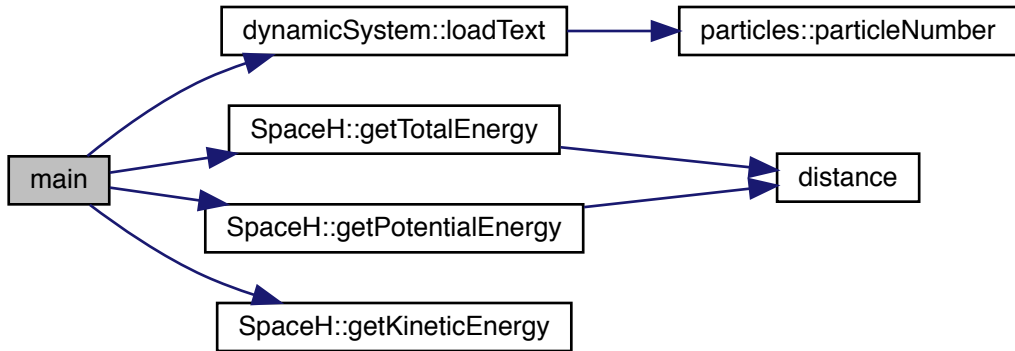 dynamicSystem::loadText
particles::particleNumber
SpaceH::getTotalEnergy
main
distance
SpaceH::getPotentialEnergy
SpaceH::getKineticEnergy